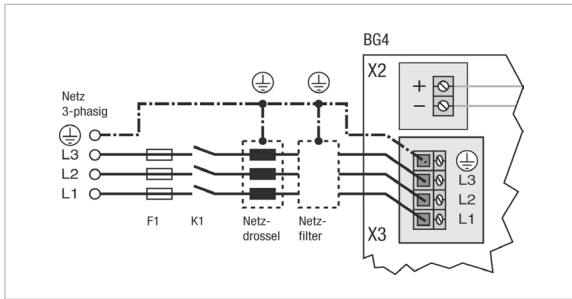 BG4
X2
+
−
Netz
3-phasig
L3
L2
L1
F1
K1
Netz-
drossel
Netz-
filter
X3
L3
L2
L1